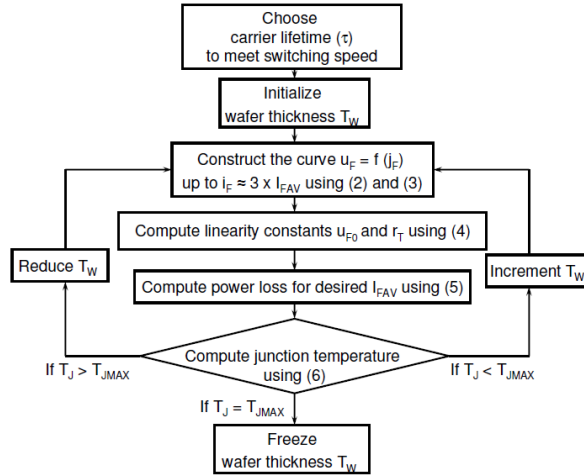 Choose
carrier lifetime (τ)
to meet switching speed
Initialize
wafer thickness T_W
Construct the curve u_F = f (j_F)
up to i_F ≈ 3 x I_FAV using (2) and (3)
Compute linearity constants u_F0 and r_T using (4)
Reduce T_W
Increment T_W
Compute power loss for desired I_FAV using (5)
Compute junction temperature
using (6)
If T_J > T_JMAX
If T_J < T_JMAX
If T_J = T_JMAX
Freeze
wafer thickness T_W